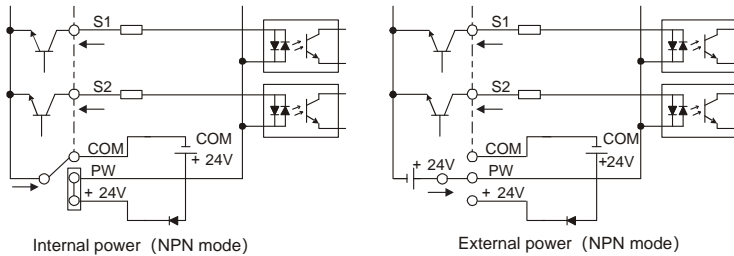 S1
S2
COM
COM
+ 24V
PW
+ 24V
Internal power（NPN mode）
S1
S2
COM
COM
+24V
+ 24V
PW
+ 24V
External power（NPN mode）